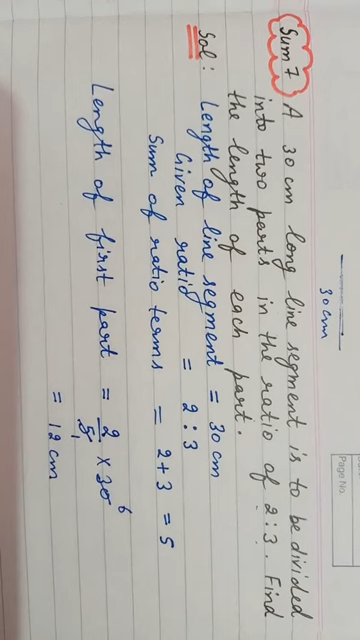 Page No.
30 cm
Sum 7 A 30 cm long line segment is to be divided
into two parts in the ratio of 2:3. Find
the length of each part.
Sol: Length of line segment = 30 cm
Given ratio = 2:3
Sum of ratio terms = 2+3 = 5
Length of first part = 2/5 × 30
1 6
= 12 cm